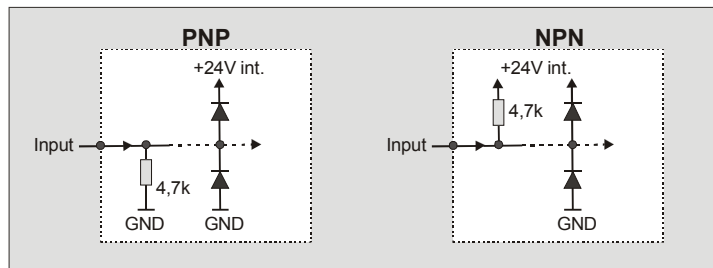 PNP
+24V int.
Input
4,7k
GND GND
NPN
+24V int.
4,7k
Input
GND